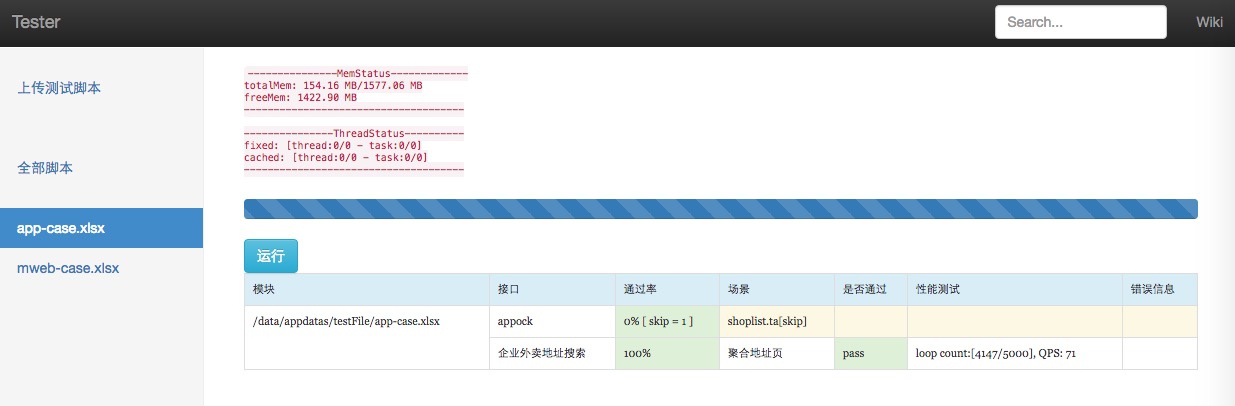 Tester
Search...
Wiki
上传测试脚本
全部脚本
app-case.xlsx
mweb-case.xlsx
---------------MemStatus-------------
totalMem: 154.16 MB/1577.06 MB
freeMem: 1422.90 MB
-------------------------------------
---------------ThreadStatus----------
fixed: [thread:0/0 - task:0/0]
cached: [thread:0/0 - task:0/0]
-------------------------------------
运行
模块 接口 通过率 场景 是否通过 性能测试 错误信息
/data/appdatas/testFile/app-case.xlsx appock 0% [ skip = 1 ] shoplist.ta[skip]
企业外卖地址搜索 100% 聚合地址页 pass loop count:[4147/5000], QPS: 71